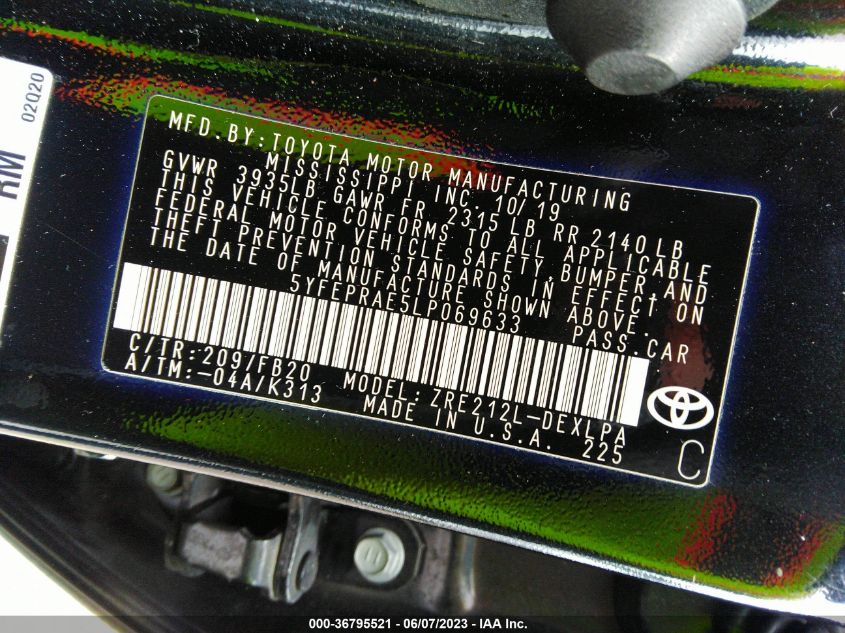 02Q20
RM
MFD.BY:TOYOTA MOTOR MANUFACTURING
MISSISSIPPI INC. 10/19
GVWR 3935LB GAWR FR 2315 LB RR 2140LB
THIS VEHICLE CONFORMS TO ALL APPLICABLE
FEDERAL MOTOR VEHICLE SAFETY,BUMPER,AND
THEFT PREVENTION STANDARDS IN EFFECT ON
THE DATE OF MANUFACTURE SHOWN ABOVE.
5YFEPRAE5LP069633 PASS.CAR
C/TR:209/FB20 MODEL:ZRE212L-DEXLPA
A/TM:-04A/K313 MADE IN U.S.A. 225
C
000-36795521 - 06/07/2023 - IAA Inc.